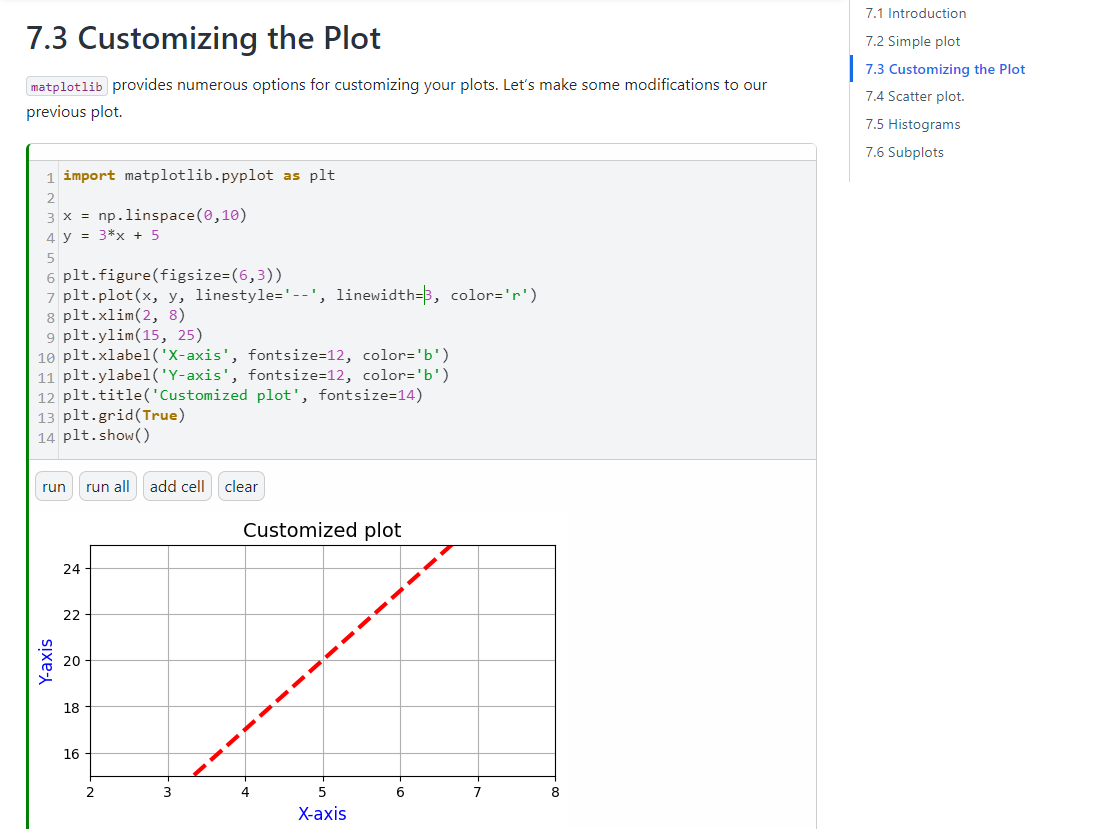 7.3 Customizing the Plot
matplotlib provides numerous options for customizing your plots. Let's make some modifications to our
previous plot.
1 import matplotlib.pyplot as plt
2
3 x = np.linspace(0,10)
4 y = 3*x + 5
5
6 plt.figure(figsize=(6,3))
7 plt.plot(x, y, linestyle='--', linewidth=3, color='r')
8 plt.xlim(2, 8)
9 plt.ylim(15, 25)
10 plt.xlabel('X-axis', fontsize=12, color='b')
11 plt.ylabel('Y-axis', fontsize=12, color='b')
12 plt.title('Customized plot', fontsize=14)
13 plt.grid(True)
14 plt.show()
run run all add cell clear
Customized plot
24
22
20
18
16
Y-axis
2 3 4 5 6 7 8
X-axis
7.1 Introduction
7.2 Simple plot
7.3 Customizing the Plot
7.4 Scatter plot.
7.5 Histograms
7.6 Subplots